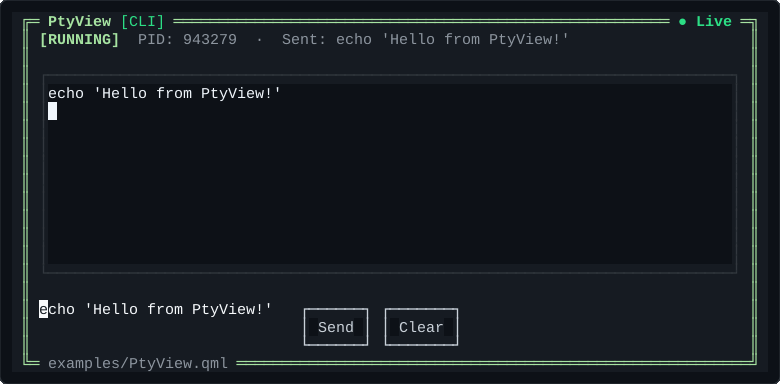 PtyView [CLI] ● Live
[RUNNING] PID: 943279 · Sent: echo 'Hello from PtyView!'
echo 'Hello from PtyView!'
echo 'Hello from PtyView!'
Send Clear
examples/PtyView.qml